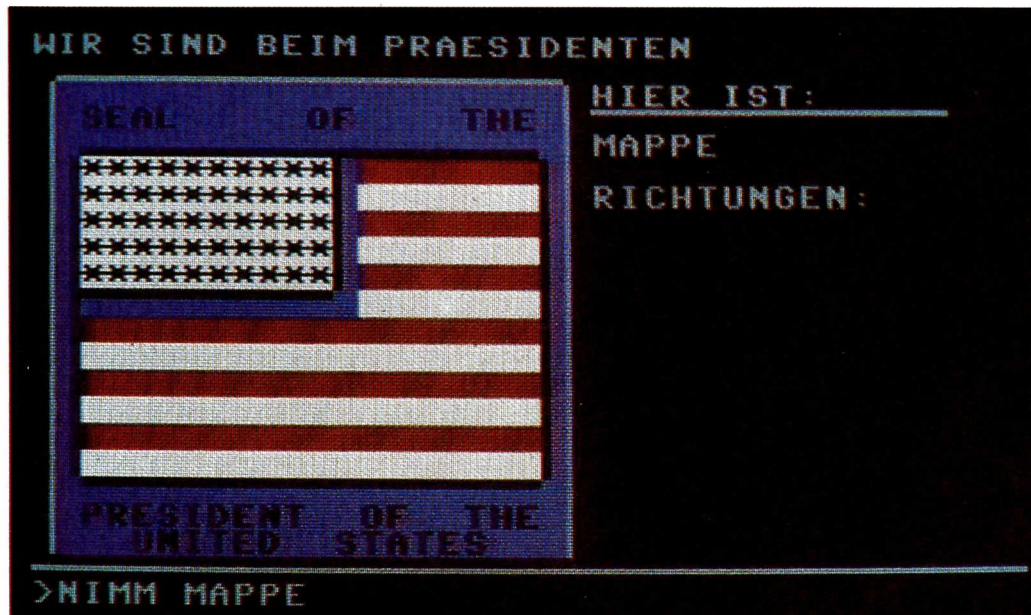 WIR SIND BEIM PRAESIDENTEN
SEAL OF THE
PRESIDENT OF THE
UNITED STATES
HIER IST:
MAPPE
RICHTUNGEN:
>NIMM MAPPE